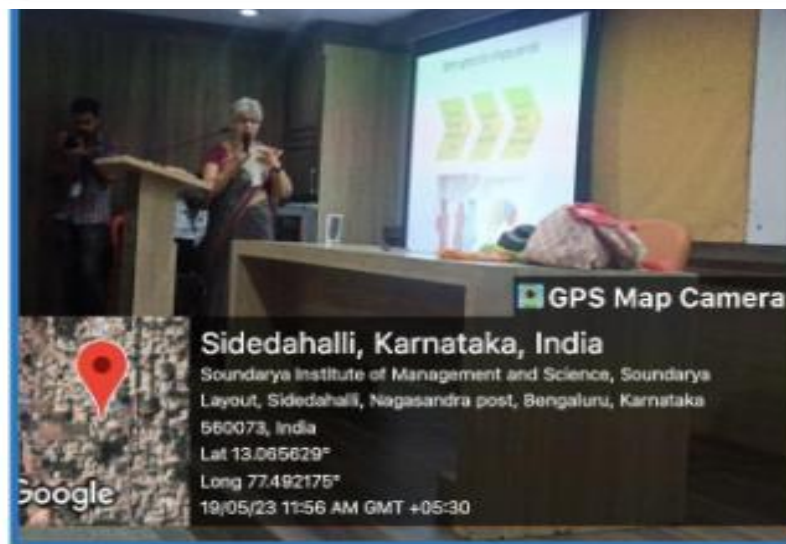 GPS Map Camera
Sidedahalli, Karnataka, India
Soundarya Institute of Management and Science, Soundarya
Layout, Sidedahalli, Nagasandra post, Bengaluru, Karnataka
560073, India
Lat 13.065629°
Long 77.492175°
19/05/23 11:56 AM GMT +05:30
Google